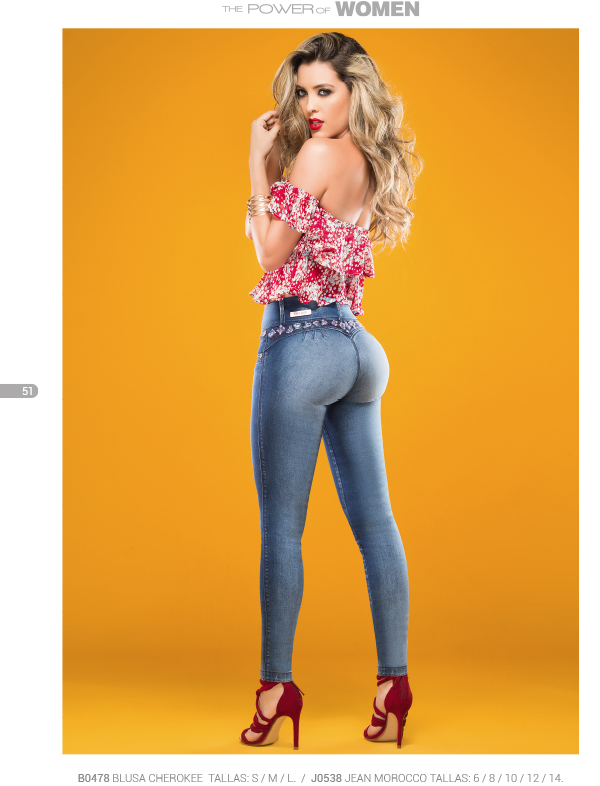 THE POWER OF WOMEN
51
B0478 BLUSA CHEROKEE TALLAS: S / M / L. / J0538 JEAN MOROCCO TALLAS: 6 / 8 / 10 / 12 / 14.